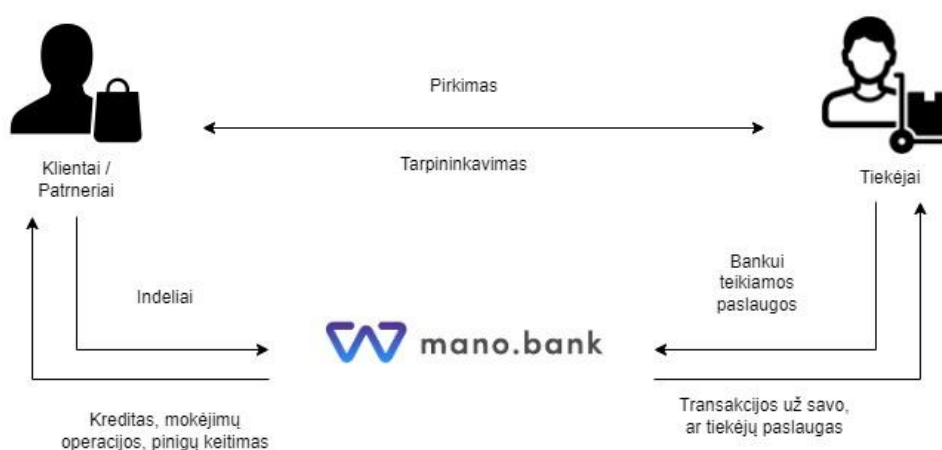 Pirkimas
Tarpininkavimas
Klientai /
Patrneriai
Tiekėjai
Indeliai
Bankui
teikiamos
paslaugos
mano.bank
Kreditas, mokėjimų
operacijos, pinigų keitimas
Transakcijos už savo,
ar tiekėjų paslaugas